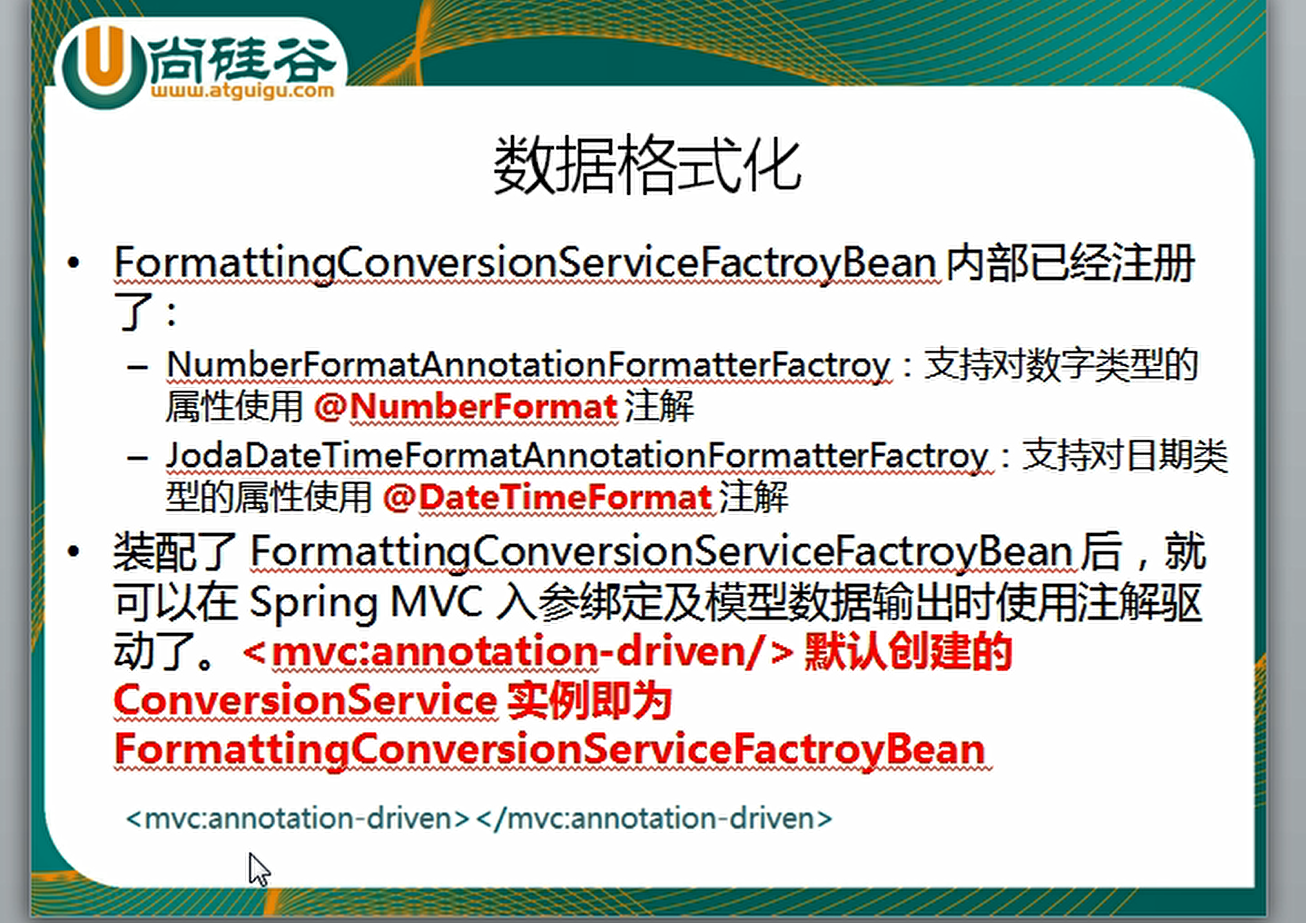 尚硅谷
www.atguigu.com
数据格式化
• FormattingConversionServiceFactroyBean 内部已经注册
了：
– NumberFormatAnnotationFormatterFactroy：支持对数字类型的
属性使用 @NumberFormat 注解
– JodaDateTimeFormatAnnotationFormatterFactroy：支持对日期类
型的属性使用 @DateTimeFormat 注解
• 装配了 FormattingConversionServiceFactroyBean 后，就
可以在 Spring MVC 入参绑定及模型数据输出时使用注解驱
动了。<mvc:annotation-driven/> 默认创建的
ConversionService 实例即为
FormattingConversionServiceFactroyBean
<mvc:annotation-driven></mvc:annotation-driven>